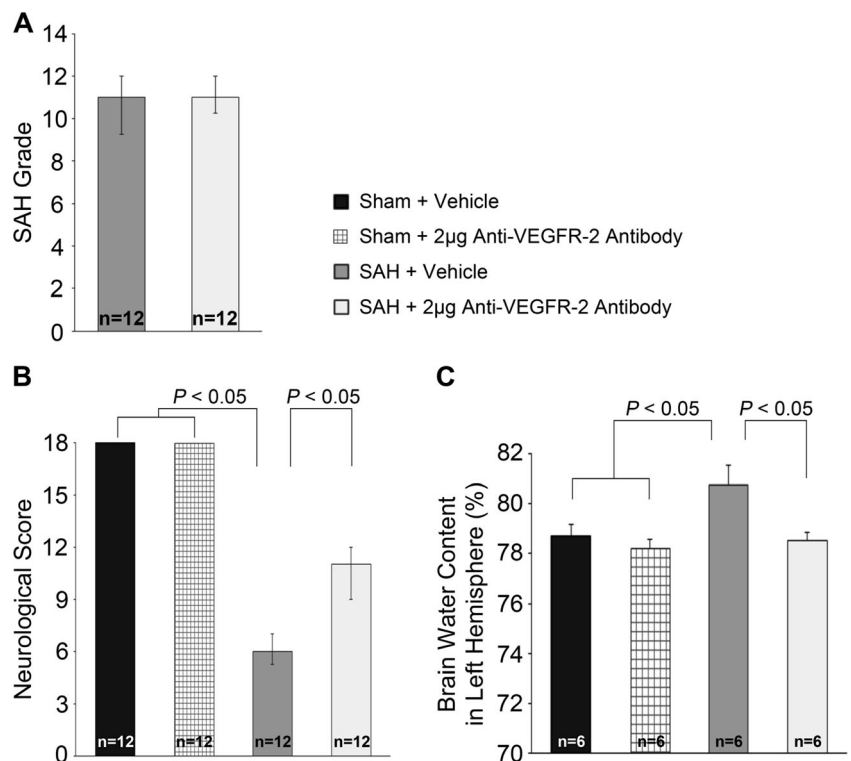 A
SAH Grade
14
12
10
8
6
4
2
0
n=12
n=12
Sham + Vehicle
Sham + 2µg Anti-VEGFR-2 Antibody
SAH + Vehicle
SAH + 2µg Anti-VEGFR-2 Antibody
B
Neurological Score
P < 0.05
P < 0.05
18
15
12
9
6
3
0
n=12
n=12
n=12
n=12
C
Brain Water Content
in Left Hemisphere (%)
P < 0.05
P < 0.05
82
80
78
76
74
72
70
n=6
n=6
n=6
n=6